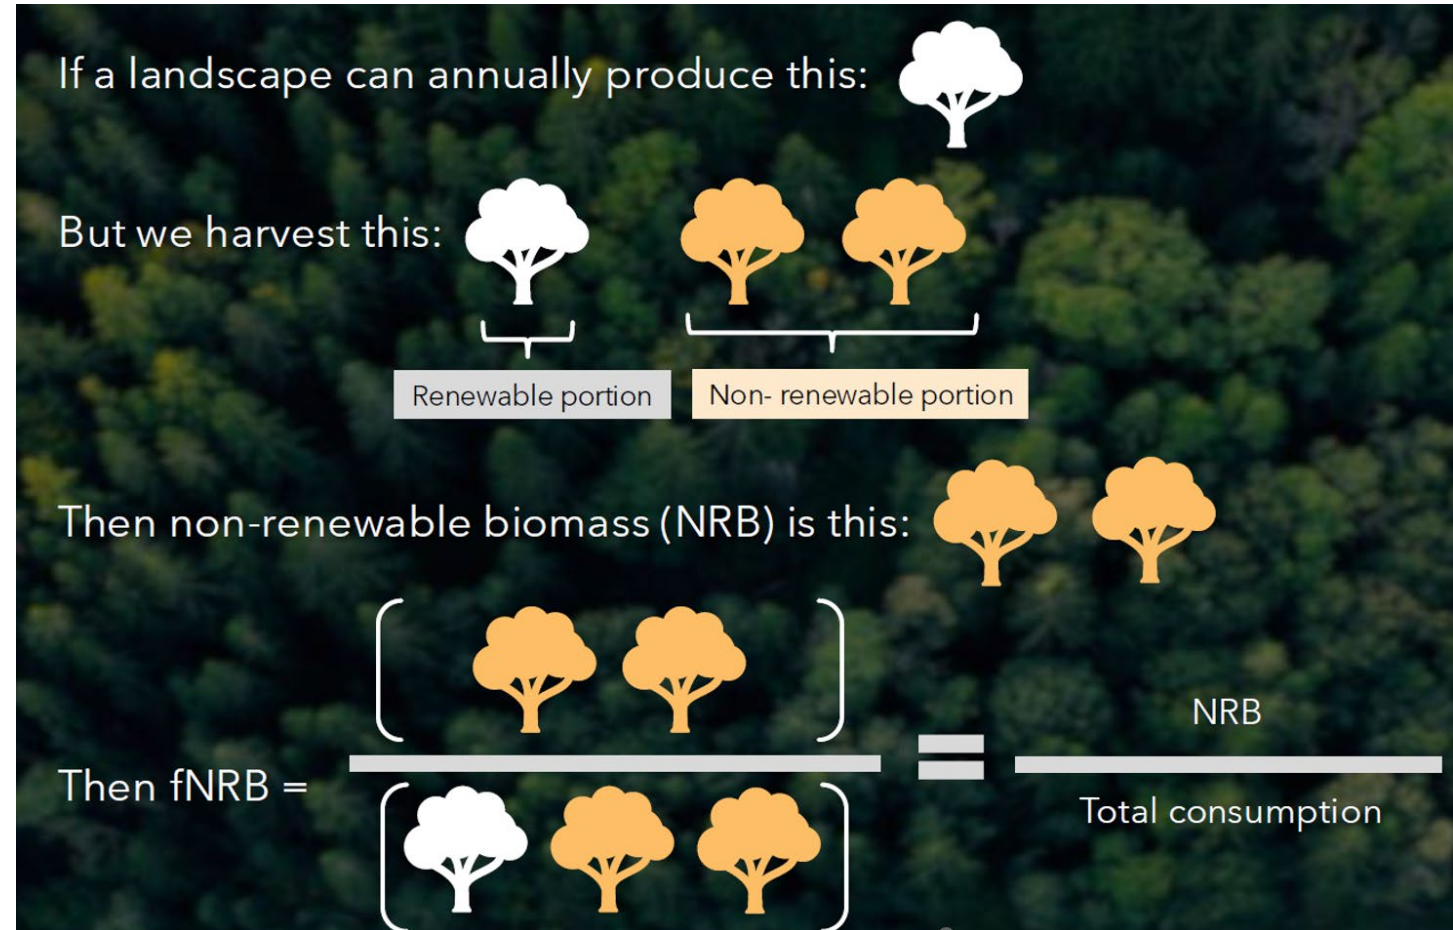 If a landscape can annually produce this:
But we harvest this:
Renewable portion
Non- renewable portion
Then non-renewable biomass (NRB) is this:
Then fNRB =
=
NRB
Total consumption